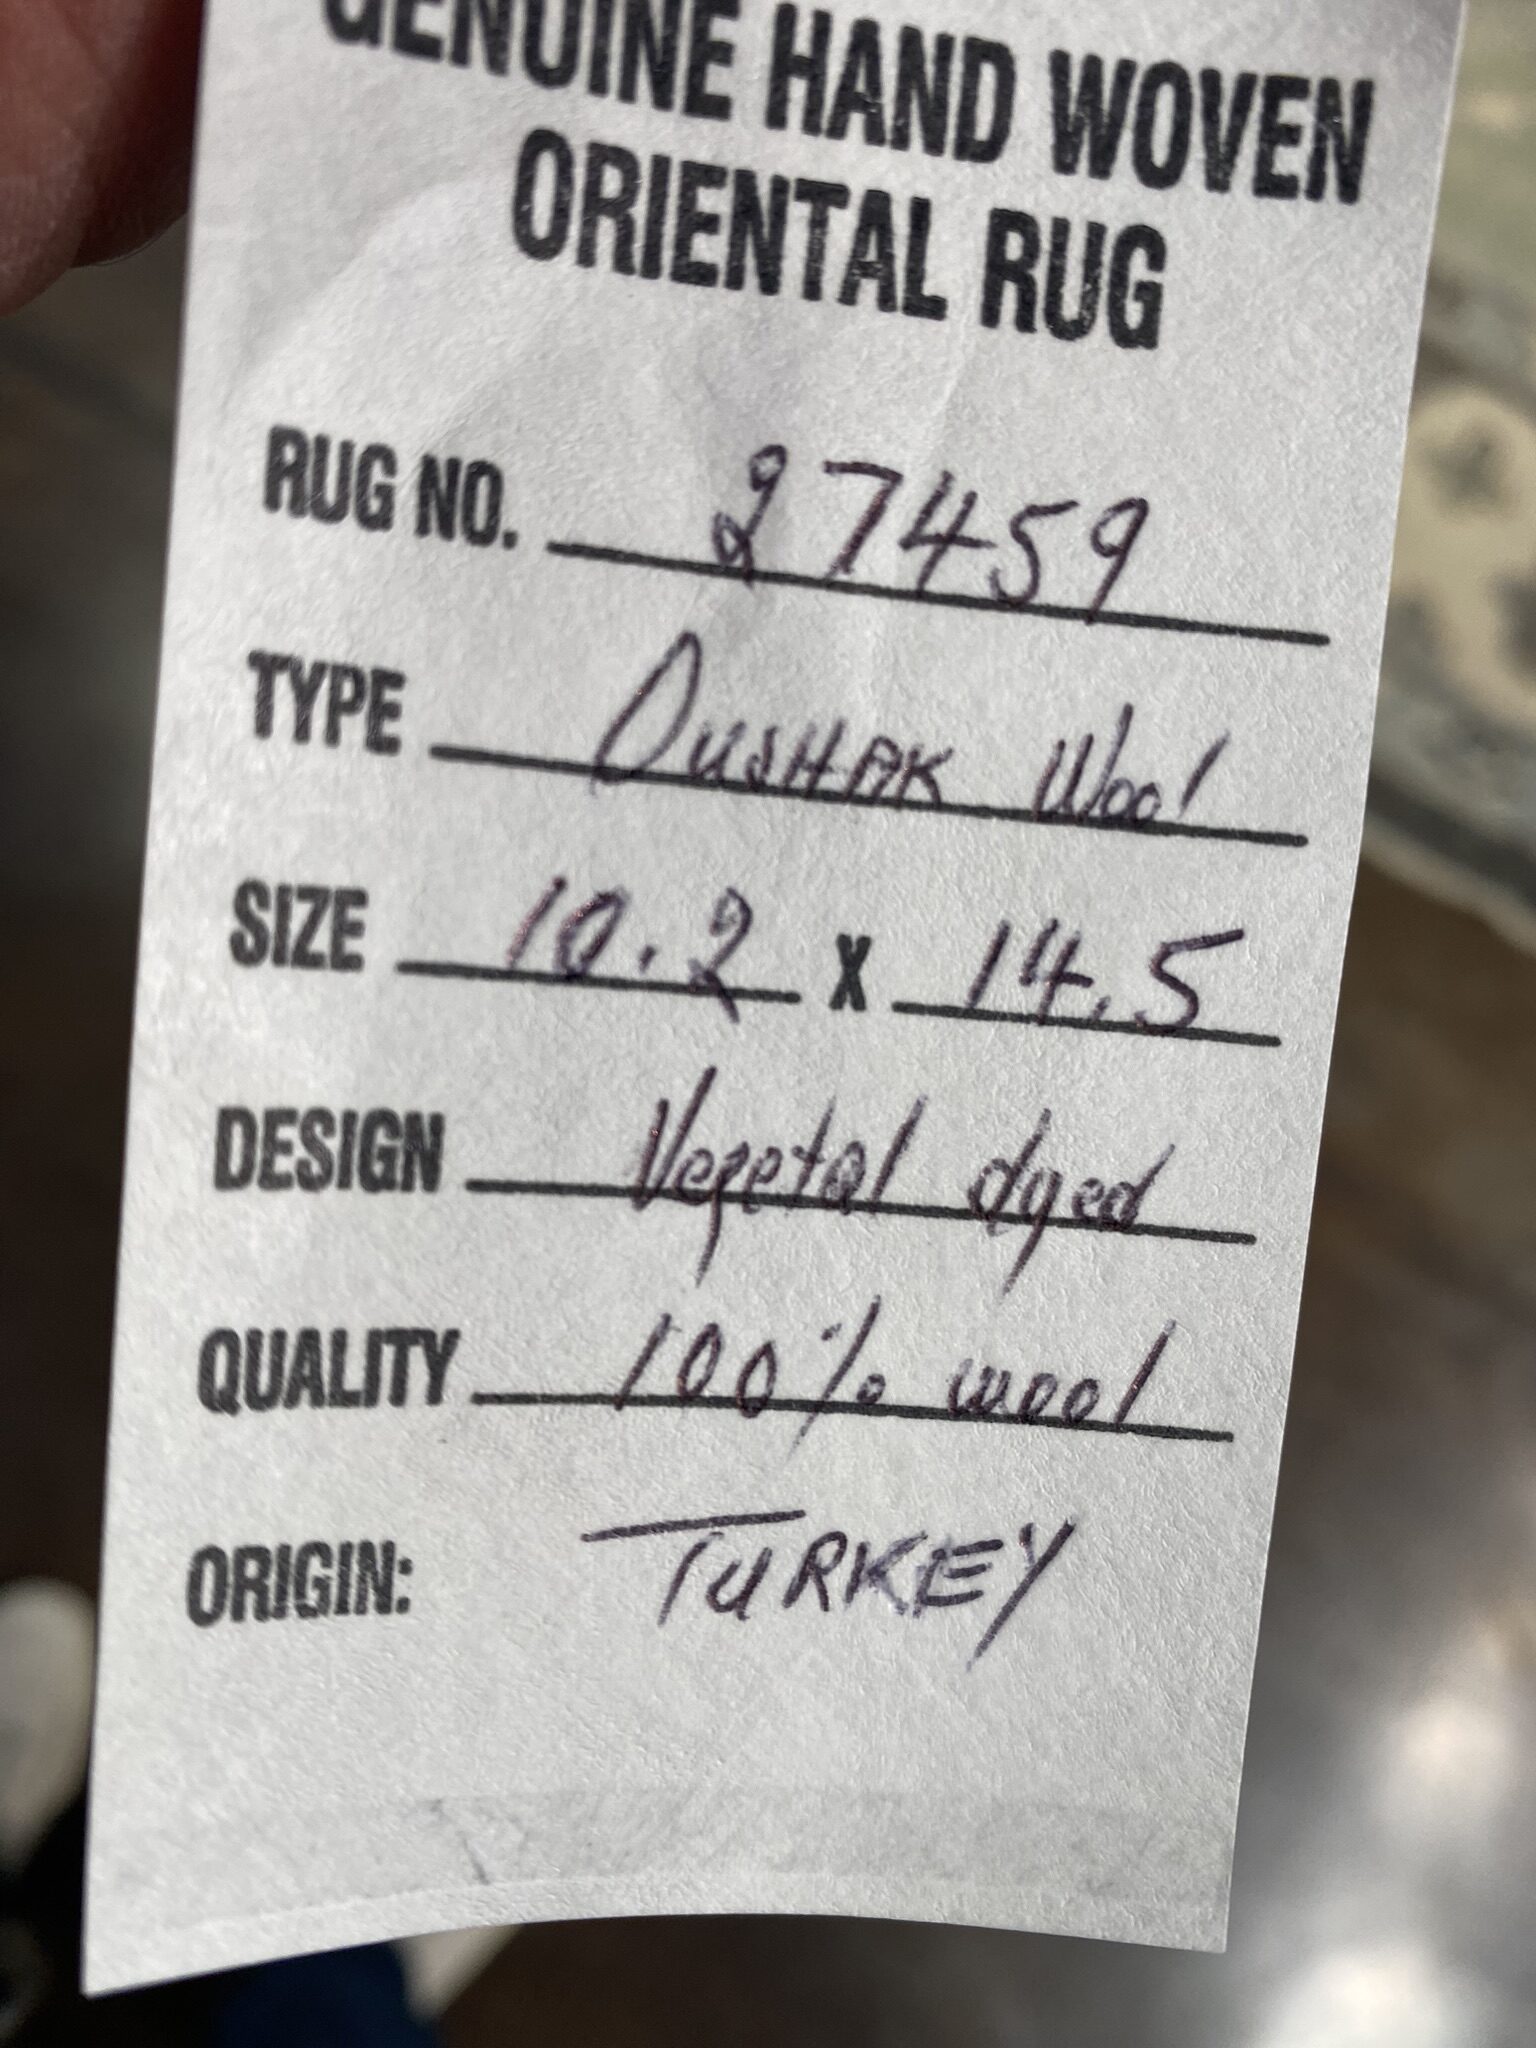 GENUINE HAND WOVEN
ORIENTAL RUG
RUG NO. 27459
TYPE Oushak Wool
SIZE 10.2 X 14.5
DESIGN Vegetal dyed
QUALITY 100% wool
ORIGIN: TURKEY